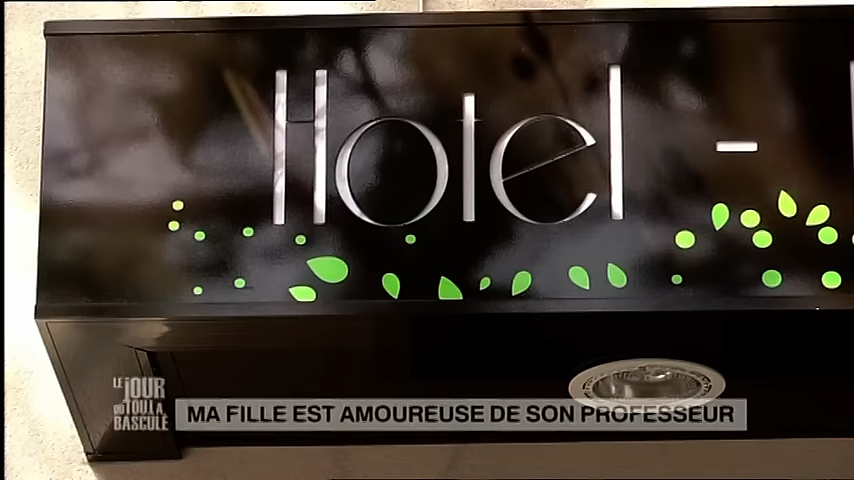 Hotel -
LE JOUR
OÙ TOUT A
BASCULÉ
MA FILLE EST AMOUREUSE DE SON PROFESSEUR